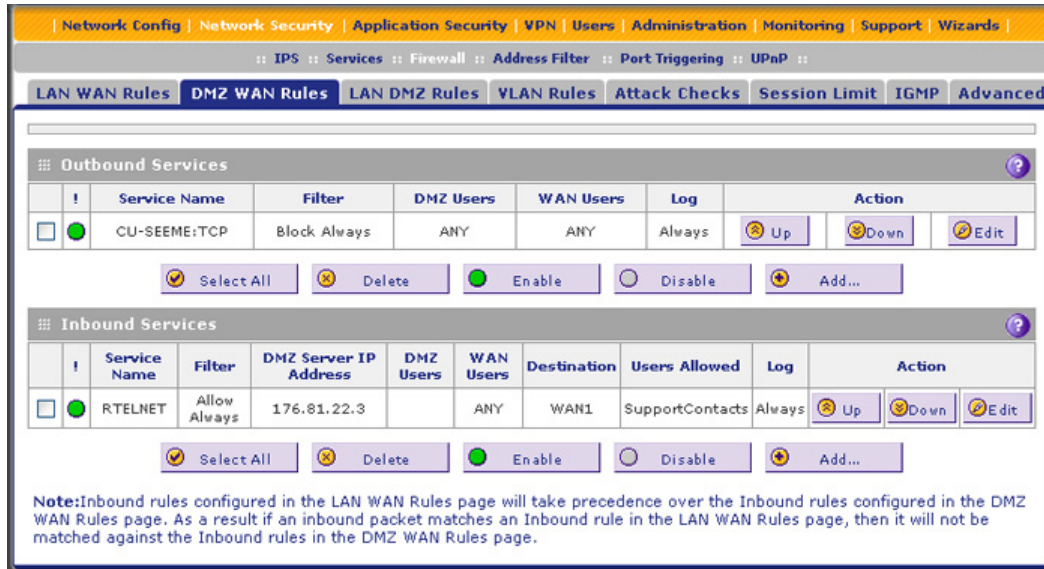 | Network Config | Network Security | Application Security | VPN | Users | Administration | Monitoring | Support | Wizards |
:: IPS :: Services :: Firewall :: Address Filter :: Port Triggering :: UPnP ::
LAN WAN Rules DMZ WAN Rules LAN DMZ Rules VLAN Rules Attack Checks Session Limit IGMP Advanced
Outbound Services ?
! Service Name Filter DMZ Users WAN Users Log Action
CU-SEEME:TCP Block Always ANY ANY Always Up Down Edit
Select All Delete Enable Disable Add...
Inbound Services ?
! Service Name Filter DMZ Server IP Address DMZ Users WAN Users Destination Users Allowed Log Action
RTELNET Allow Always 176.81.22.3 ANY WAN1 SupportContacts Always Up Down Edit
Select All Delete Enable Disable Add...
Note:Inbound rules configured in the LAN WAN Rules page will take precedence over the Inbound rules configured in the DMZ
WAN Rules page. As a result if an inbound packet matches an Inbound rule in the LAN WAN Rules page, then it will not be
matched against the Inbound rules in the DMZ WAN Rules page.